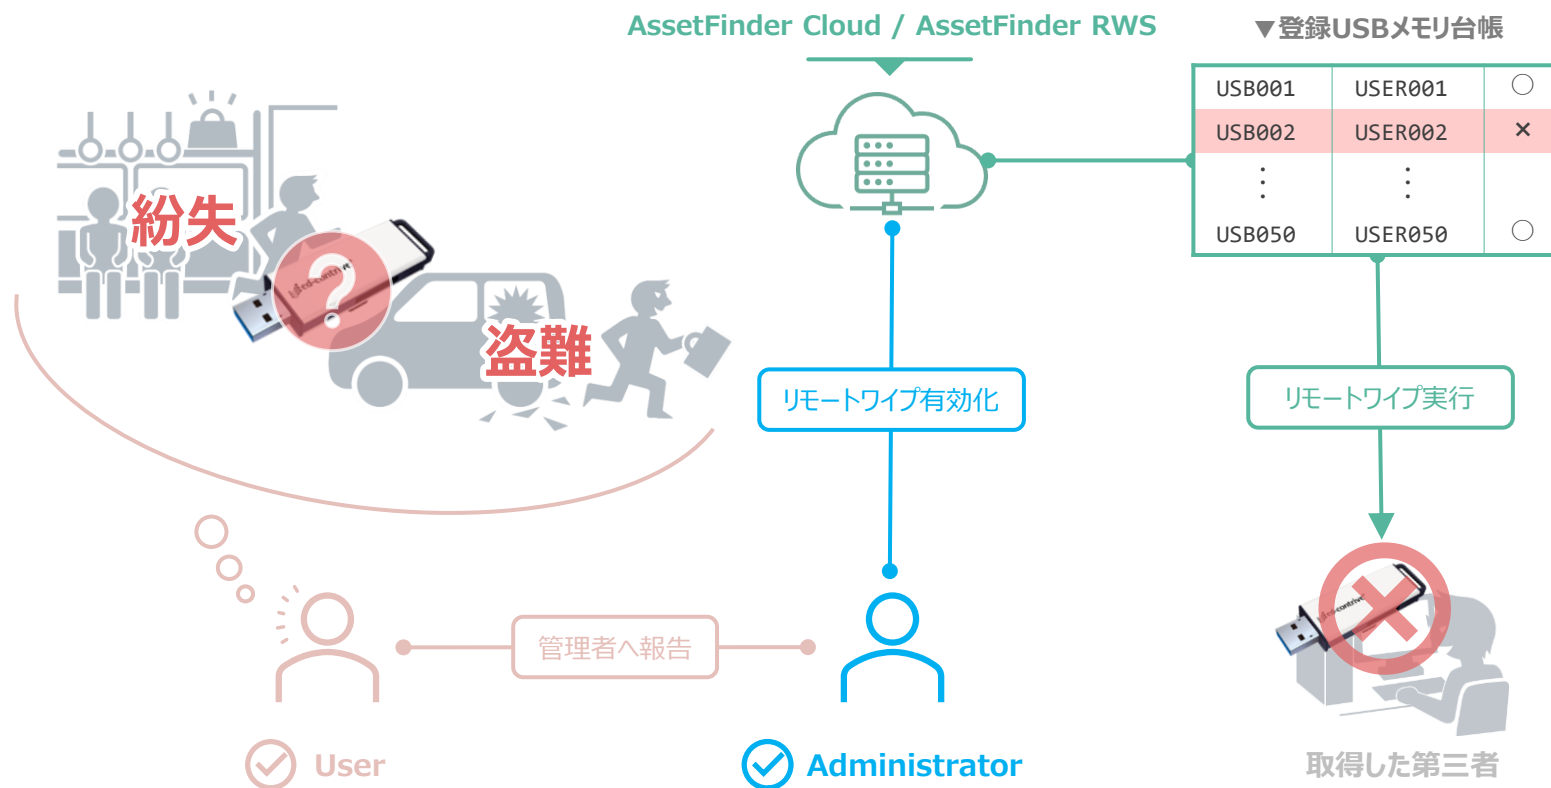 AssetFinder Cloud / AssetFinder RWS
▼登録USBメモリ台帳
USB001 USER001 ○
USB002 USER002 ×
⋮ ⋮
USB050 USER050 ○
紛失
?
盗難
リモートワイプ有効化
リモートワイプ実行
管理者へ報告
User
Administrator
取得した第三者